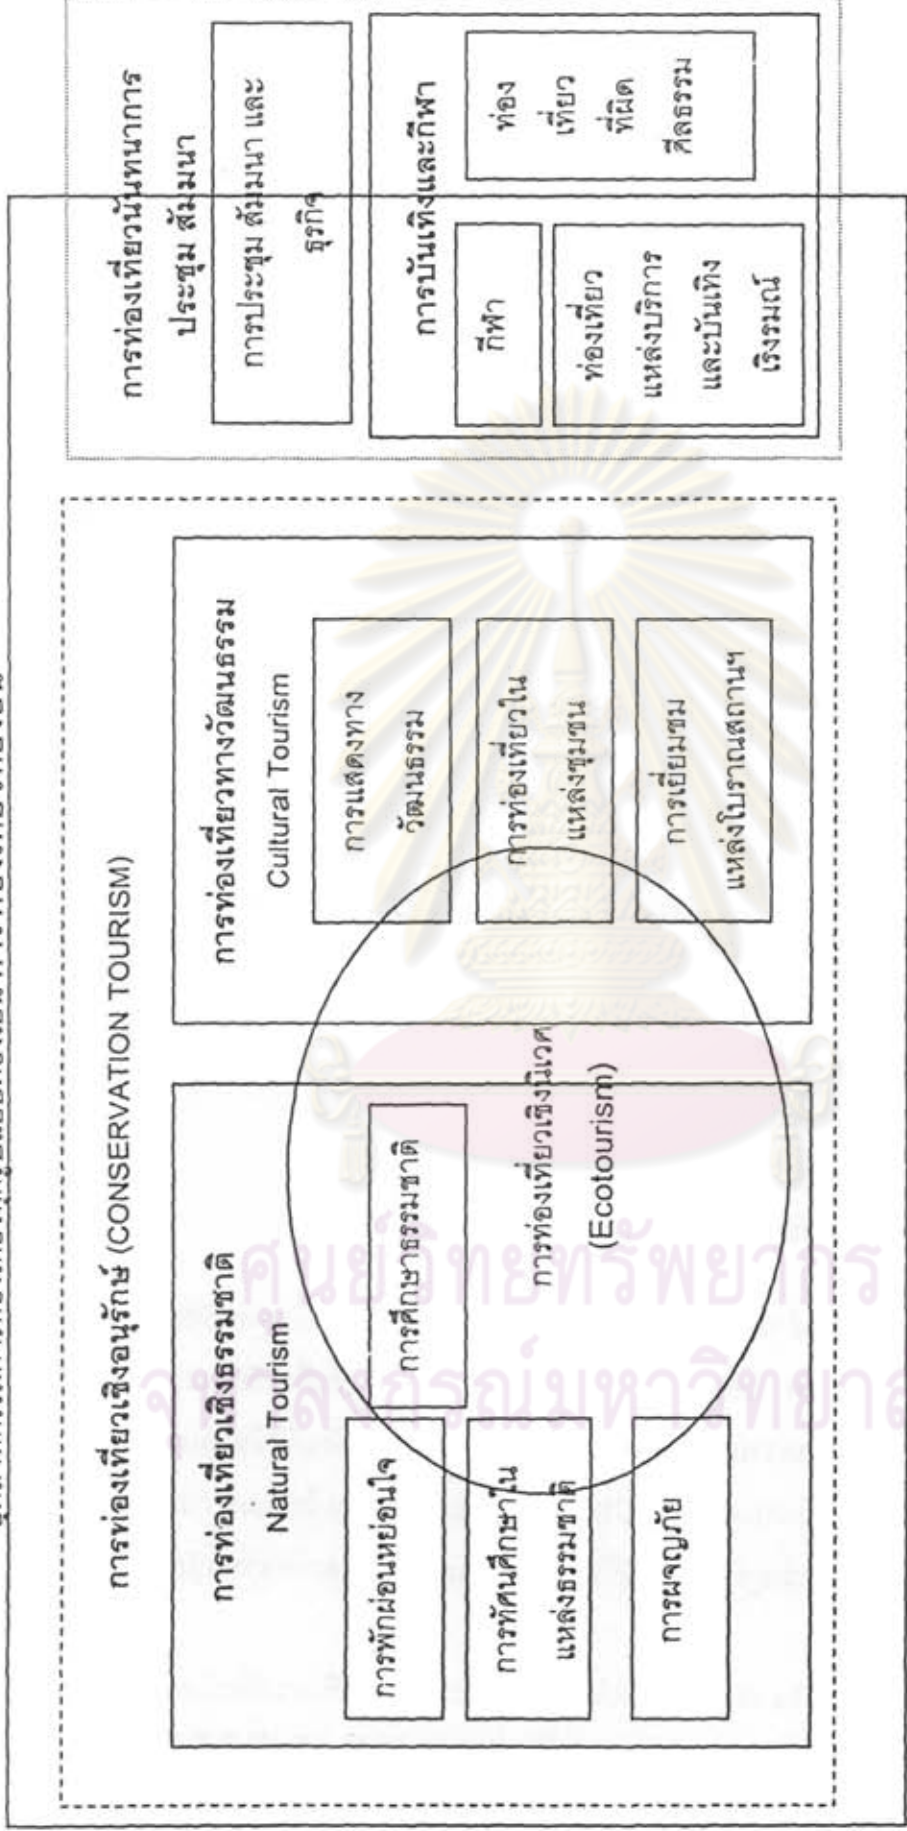 การท่องเที่ยวเชิงอนุรักษ์ (CONSERVATION TOURISM)
การท่องเที่ยวเชิงธรรมชาติ
Natural Tourism
การพักผ่อนหย่อนใจ
การศึกษาธรรมชาติ
การทัศนศึกษาใน
แหล่งธรรมชาติ
การผจญภัย
การท่องเที่ยวเชิงนิเวศ
(Ecotourism)
การท่องเที่ยวทางวัฒนธรรม
Cultural Tourism
การแสดงทาง
วัฒนธรรม
การท่องเที่ยวใน
แหล่งชุมชน
การเยี่ยมชม
แหล่งโบราณสถานฯ
การท่องเที่ยวนันทนาการ
ประชุม สัมมนา
การประชุม สัมมนา และ
ธุรกิจ
การบันเทิงและกีฬา
กีฬา
ท่องเที่ยว
แหล่งบริการ
และบันเทิง
เริงรมณ์
ท่อง
เที่ยว
ที่ผิด
ศีลธรรม
ศูนย์วิทยทรัพยากร
จุฬาลงกรณ์มหาวิทยาลั